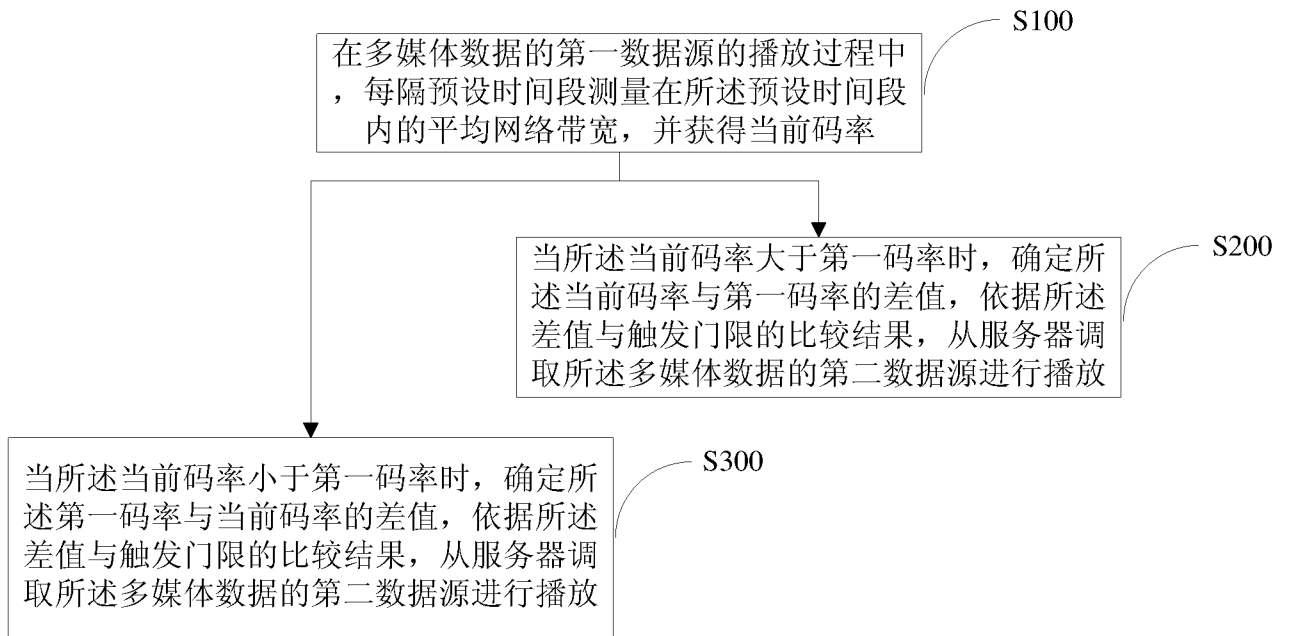 S100
在多媒体数据的第一数据源的播放过程中
，每隔预设时间段测量在所述预设时间段
内的平均网络带宽，并获得当前码率
S200
当所述当前码率大于第一码率时，确定所
述当前码率与第一码率的差值，依据所述
差值与触发门限的比较结果，从服务器调
取所述多媒体数据的第二数据源进行播放
S300
当所述当前码率小于第一码率时，确定所
述第一码率与当前码率的差值，依据所述
差值与触发门限的比较结果，从服务器调
取所述多媒体数据的第二数据源进行播放